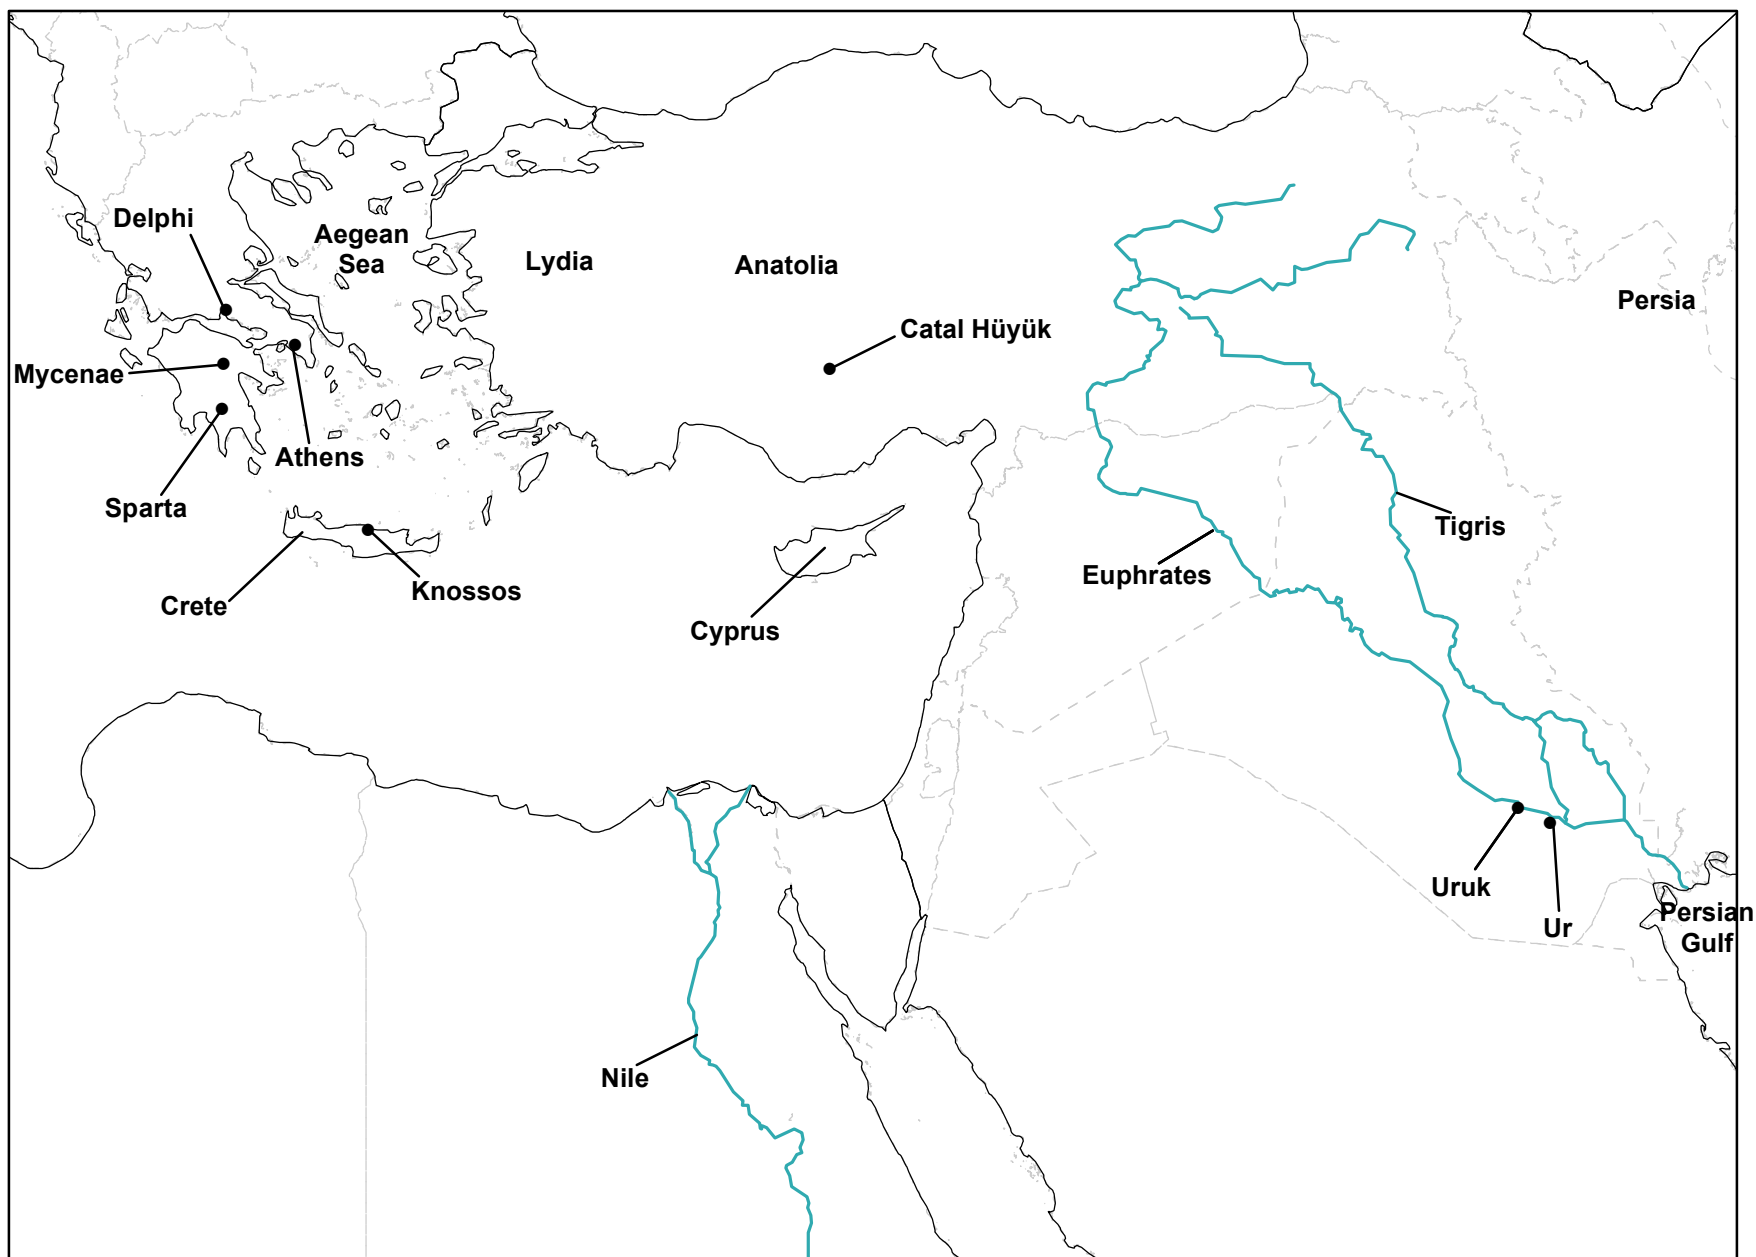 Delphi
Aegean
Sea
Lydia
Anatolia
Persia
Catal Hüyük
Mycenae
Athens
Sparta
Tigris
Euphrates
Knossos
Crete
Cyprus
Uruk
Persian
Gulf
Ur
Nile